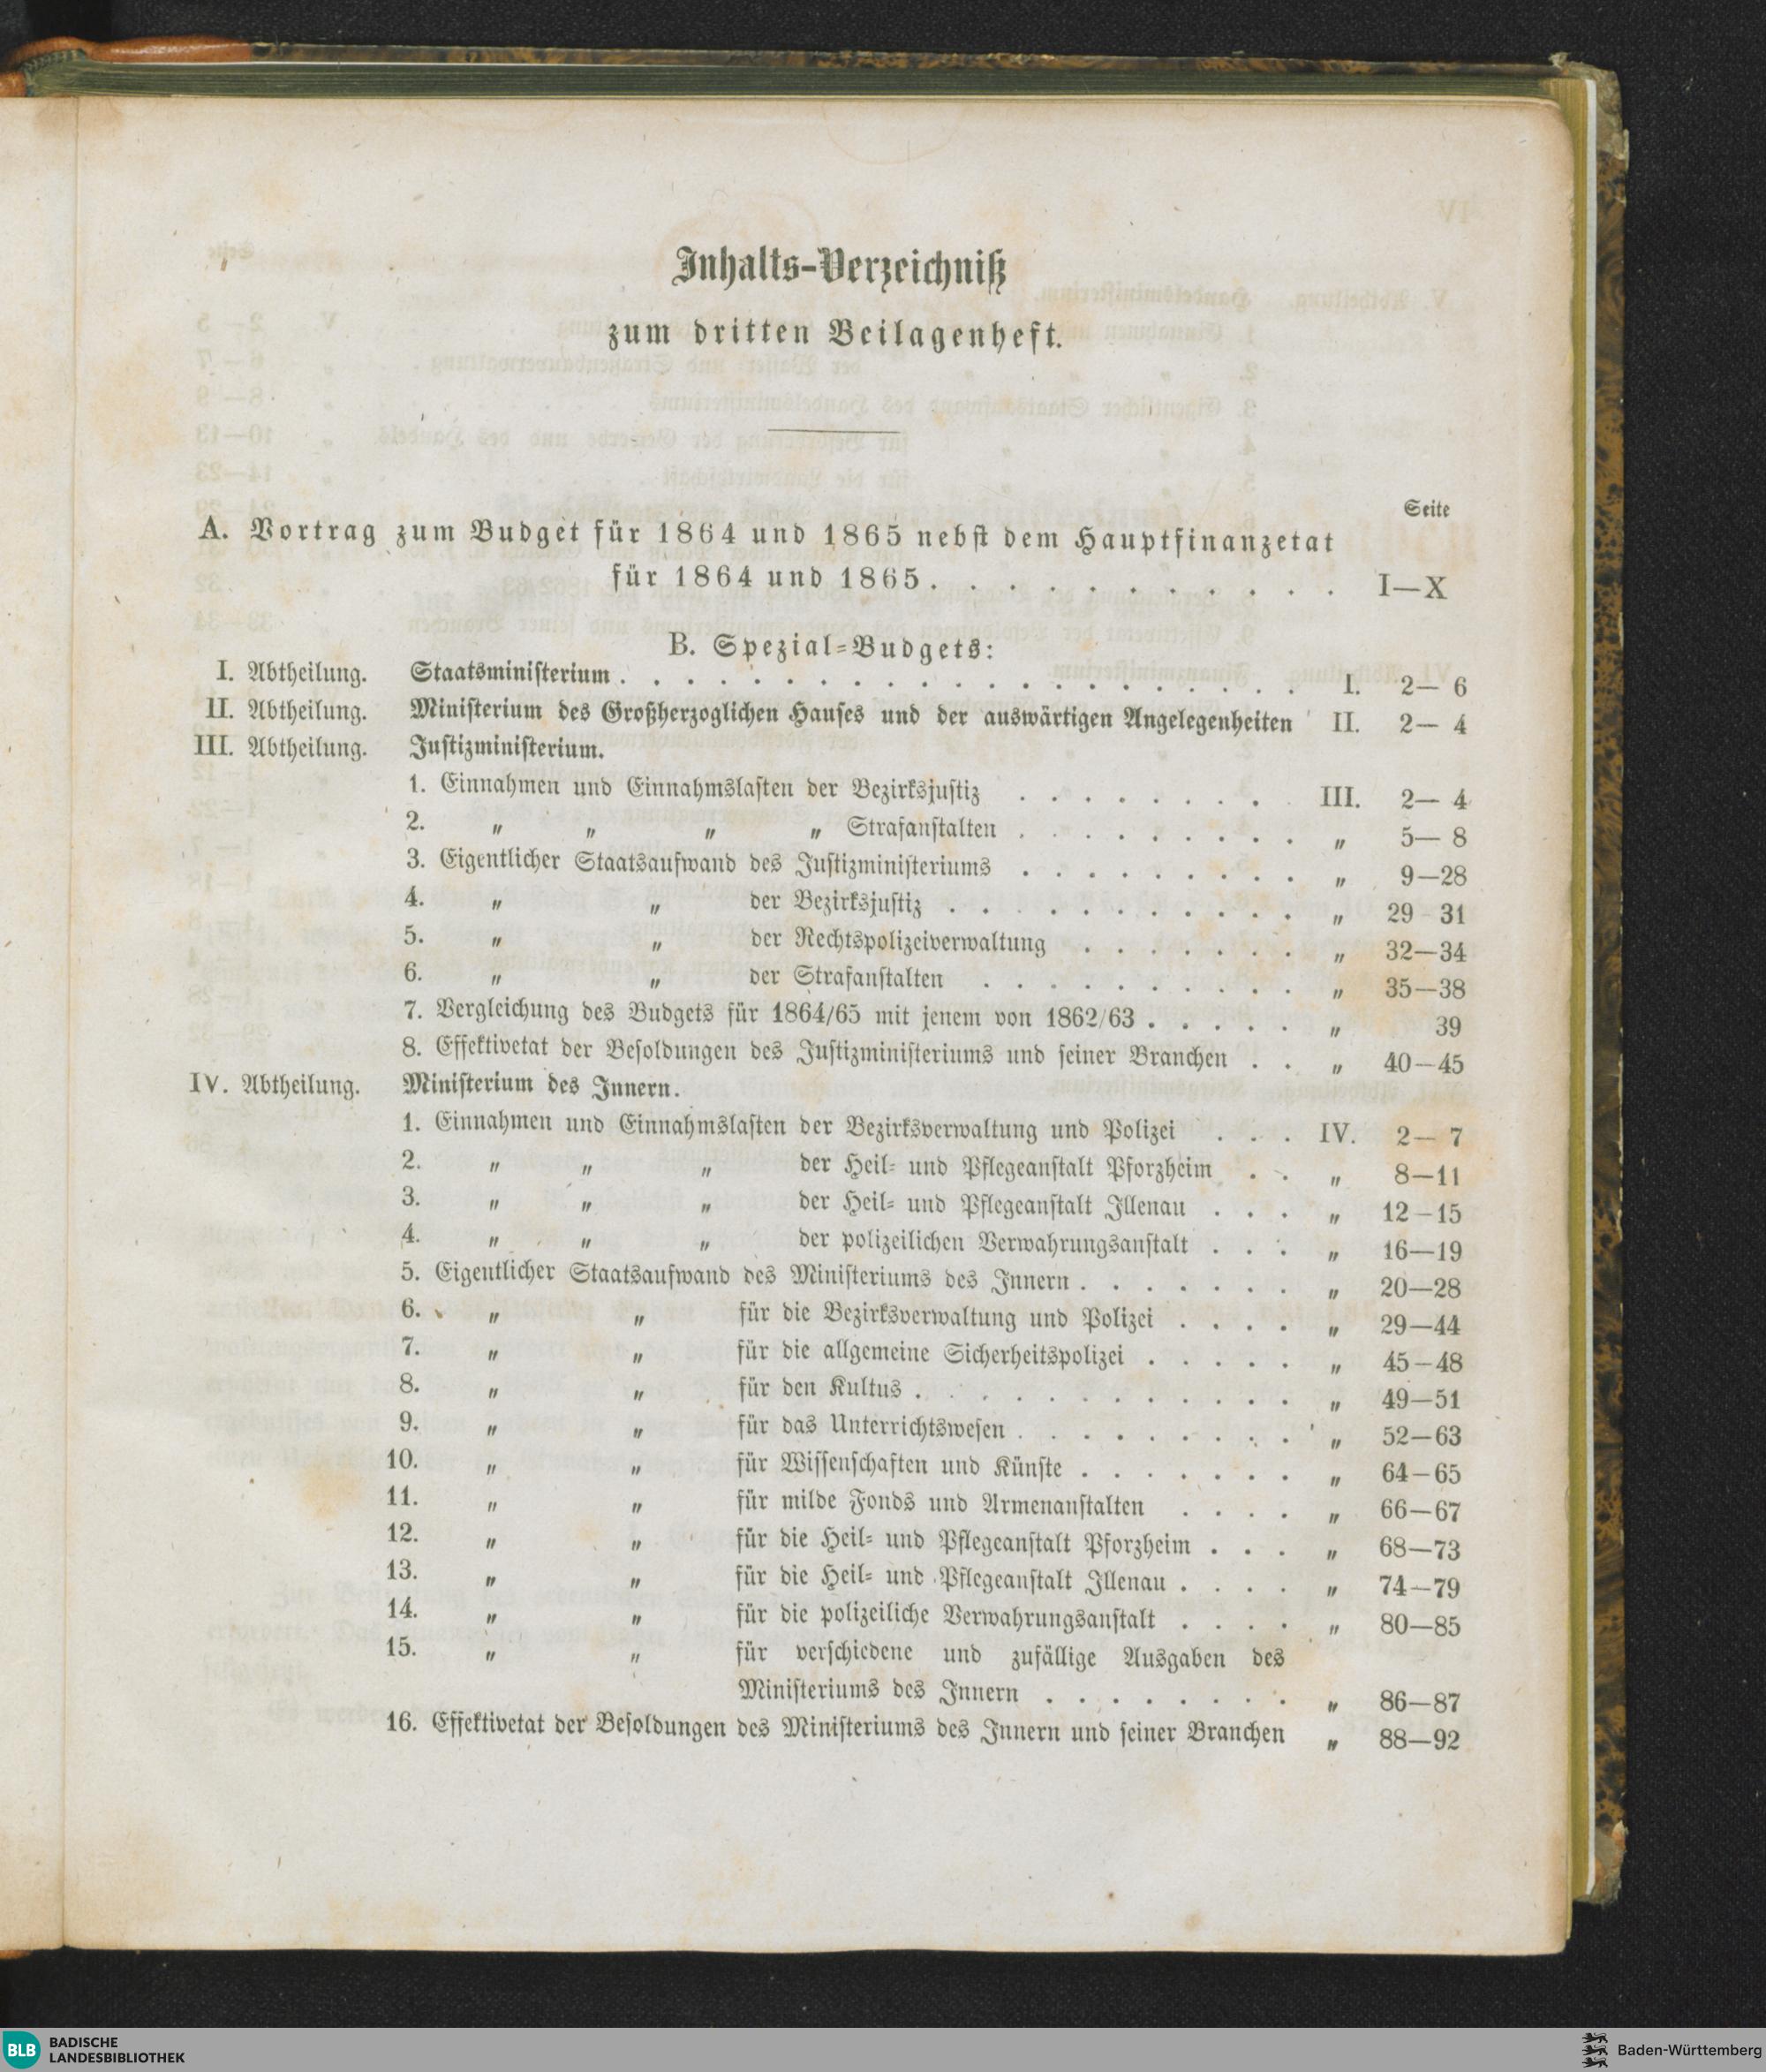 Inhalts-Verzeichniß
zum dritten Beilagenheft.
Seite
A. Vortrag zum Budget für 1864 und 1865 nebst dem Hauptfinanzetat
für 1864 und 1865 . . . . . . . . . . . I—X
B. Spezial-Budgets:
I. Abtheilung. Staatsministerium . . . . . . . . . . . . . . . . . . I. 2— 6
II. Abtheilung. Ministerium des Großherzoglichen Hauses und der auswärtigen Angelegenheiten II. 2— 4
III. Abtheilung. Justizministerium.
1. Einnahmen und Einnahmslasten der Bezirksjustiz . . . . . . . . III. 2— 4
2. „ „ „ „ Strafanstalten . . . . . . . . . „ 5— 8
3. Eigentlicher Staatsaufwand des Justizministeriums . . . . . . . . . „ 9—28
4. „ „ der Bezirksjustiz . . . . . . . . . . . „ 29-31
5. „ „ der Rechtspolizeiverwaltung . . . . . . . „ 32—34
6. „ „ der Strafanstalten . . . . . . . . . . „ 35—38
7. Vergleichung des Budgets für 1864/65 mit jenem von 1862/63 . . . . . „ 39
8. Effektivetat der Besoldungen des Justizministeriums und seiner Branchen . . „ 40—45
IV. Abtheilung. Ministerium des Innern.
1. Einnahmen und Einnahmslasten der Bezirksverwaltung und Polizei . . . IV. 2— 7
2. „ „ „ der Heil- und Pflegeanstalt Pforzheim . . „ 8—11
3. „ „ „ der Heil- und Pflegeanstalt Illenau . . . „ 12—15
4. „ „ „ der polizeilichen Verwahrungsanstalt . . . „ 16—19
5. Eigentlicher Staatsaufwand des Ministeriums des Innern . . . . . . . „ 20—28
6. „ „ für die Bezirksverwaltung und Polizei . . . . „ 29—44
7. „ „ für die allgemeine Sicherheitspolizei . . . . . „ 45—48
8. „ „ für den Kultus . . . . . . . . . . . . „ 49—51
9. „ „ für das Unterrichtswesen . . . . . . . . . „ 52—63
10. „ „ für Wissenschaften und Künste . . . . . . . „ 64—65
11. „ „ für milde Fonds und Armenanstalten . . . . „ 66—67
12. „ „ für die Heil- und Pflegeanstalt Pforzheim . . . „ 68—73
13. „ „ für die Heil- und Pflegeanstalt Illenau . . . . „ 74—79
14. „ „ für die polizeiliche Verwahrungsanstalt . . . . „ 80—85
15. „ „ für verschiedene und zufällige Ausgaben des
Ministeriums des Innern . . . . . . . . „ 86—87
16. Effektivetat der Besoldungen des Ministeriums des Innern und seiner Branchen „ 88—92
BLB BADISCHE
LANDESBIBLIOTHEK
Baden-Württemberg